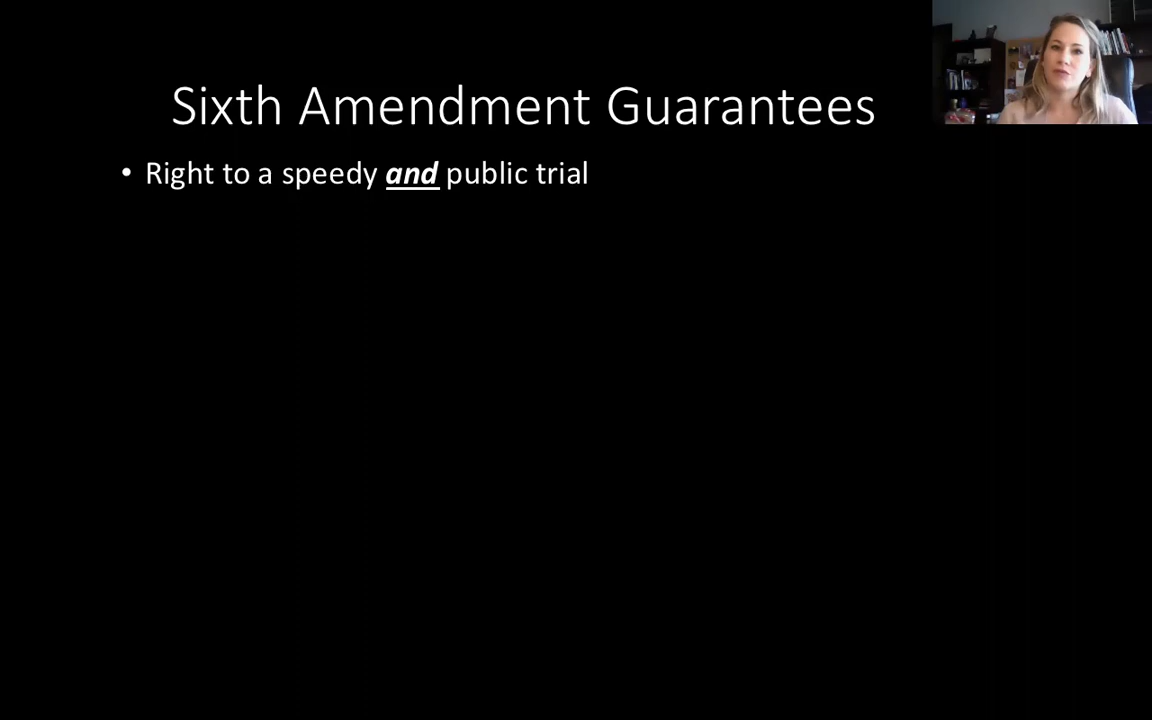 Sixth Amendment Guarantees
• Right to a speedy and public trial